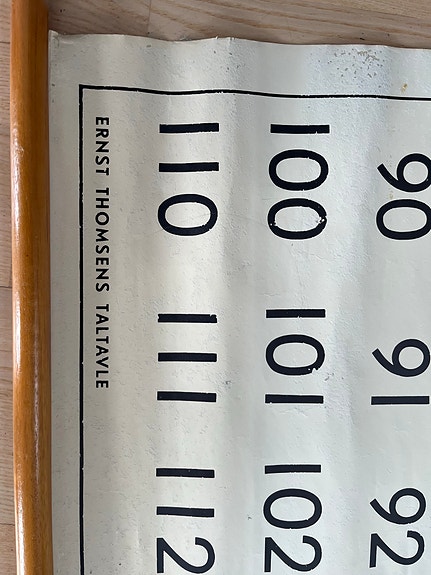 90 91 92
100 101 102
110 111 112
ERNST THOMSENS TALTAVLE